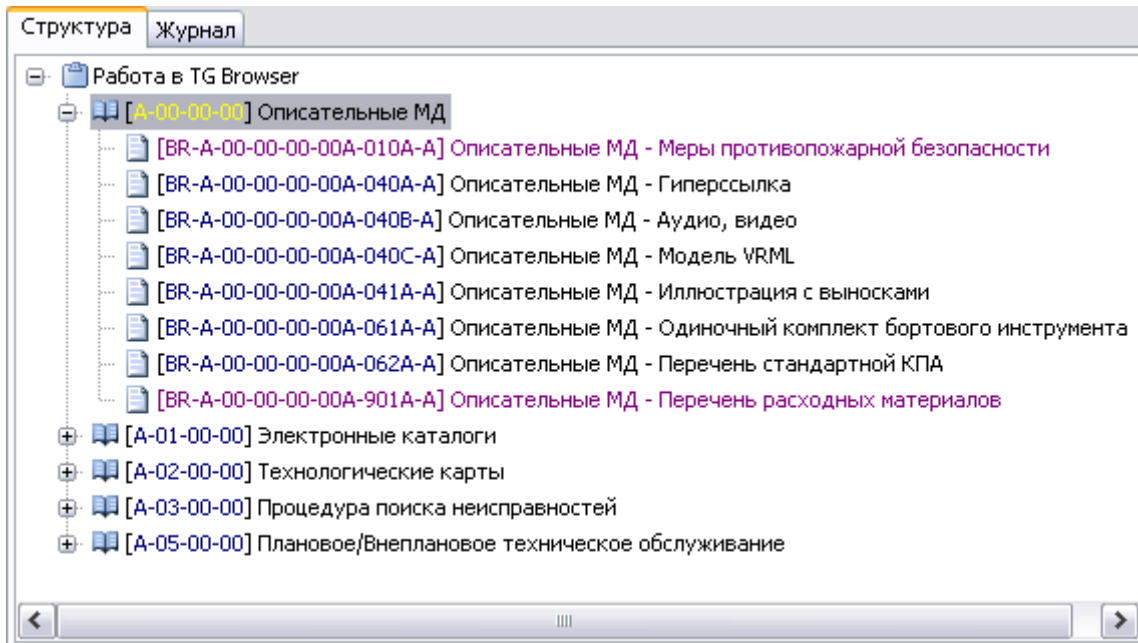 Структура Журнал
Работа в TG Browser
[A-00-00-00] Описательные МД
[BR-A-00-00-00-00A-010A-A] Описательные МД - Меры противопожарной безопасности
[BR-A-00-00-00-00A-040A-A] Описательные МД - Гиперссылка
[BR-A-00-00-00-00A-040B-A] Описательные МД - Аудио, видео
[BR-A-00-00-00-00A-040C-A] Описательные МД - Модель VRML
[BR-A-00-00-00-00A-041A-A] Описательные МД - Иллюстрация с выносками
[BR-A-00-00-00-00A-061A-A] Описательные МД - Одиночный комплект бортового инструмента
[BR-A-00-00-00-00A-062A-A] Описательные МД - Перечень стандартной КПА
[BR-A-00-00-00-00A-901A-A] Описательные МД - Перечень расходных материалов
[A-01-00-00] Электронные каталоги
[A-02-00-00] Технологические карты
[A-03-00-00] Процедура поиска неисправностей
[A-05-00-00] Плановое/Внеплановое техническое обслуживание